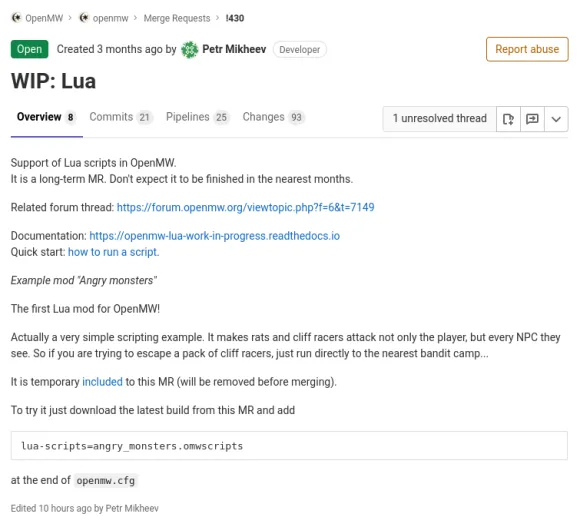 OpenMW > openmw > Merge Requests > !430
Open Created 3 months ago by Petr Mikheev Developer Report abuse
WIP: Lua
Overview 8 Commits 21 Pipelines 25 Changes 93 1 unresolved thread
Support of Lua scripts in OpenMW.
It is a long-term MR. Don't expect it to be finished in the nearest months.
Related forum thread: https://forum.openmw.org/viewtopic.php?f=6&t=7149
Documentation: https://openmw-lua-work-in-progress.readthedocs.io
Quick start: how to run a script.
Example mod "Angry monsters"
The first Lua mod for OpenMW!
Actually a very simple scripting example. It makes rats and cliff racers attack not only the player, but every NPC they
see. So if you are trying to escape a pack of cliff racers, just run directly to the nearest bandit camp...
It is temporary included to this MR (will be removed before merging).
To try it just download the latest build from this MR and add
lua-scripts=angry_monsters.omwscripts
at the end of openmw.cfg
Edited 10 hours ago by Petr Mikheev